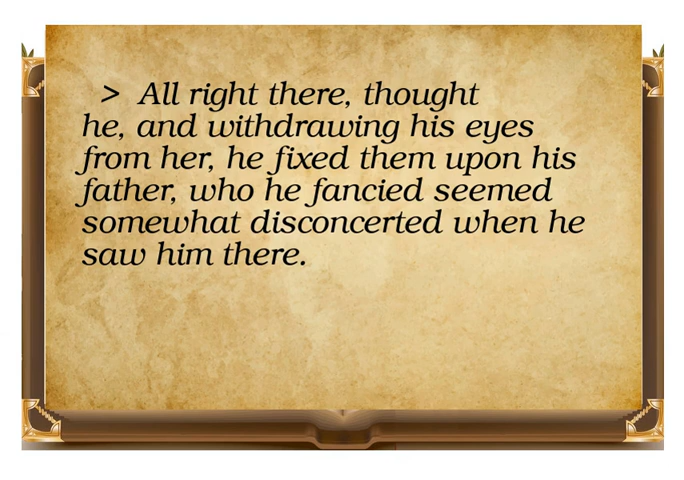 > All right there, thought
he, and withdrawing his eyes
from her, he fixed them upon his
father, who he fancied seemed
somewhat disconcerted when he
saw him there.